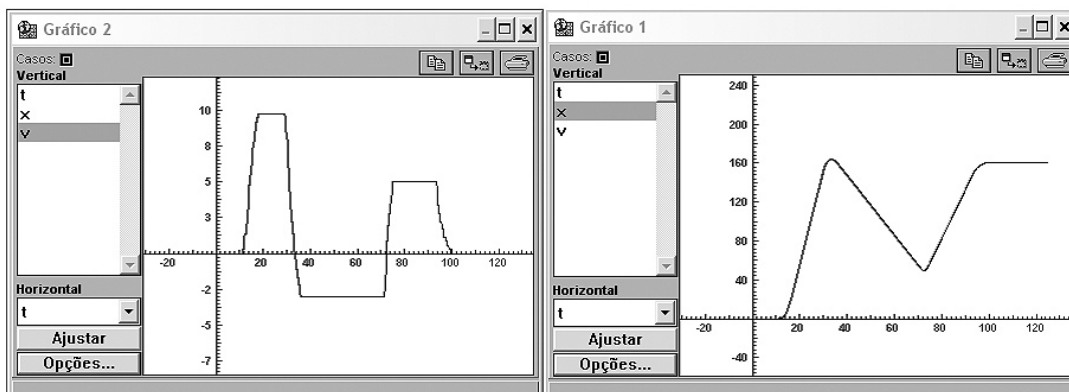 Gráfico 2
Casos:
Vertical
t
x
v
Horizontal
t
Ajustar
Opções...
10
8
5
3
-2
-5
-7
-20
20
40
60
80
100
120
Gráfico 1
Casos:
Vertical
t
x
v
Horizontal
t
Ajustar
Opções...
240
200
160
120
80
40
-40
-20
20
40
60
80
100
120